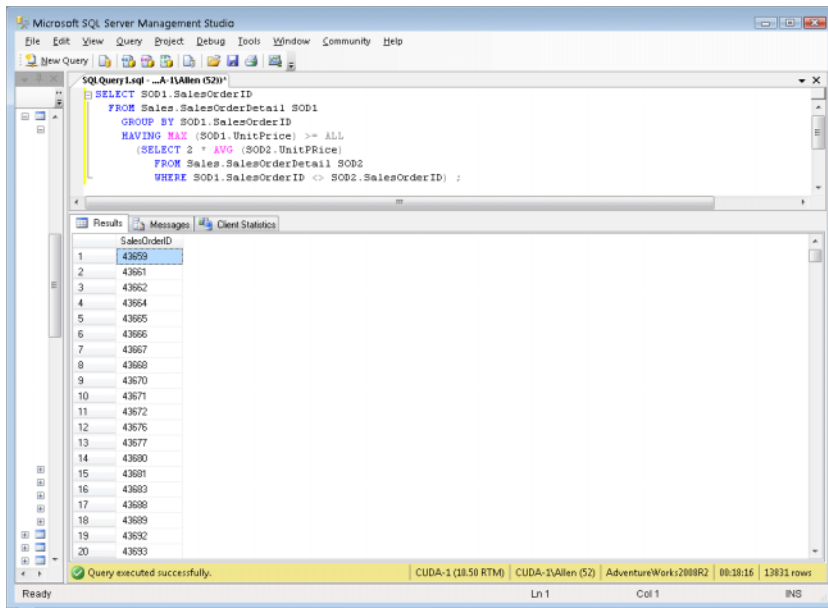 Microsoft SQL Server Management Studio
File Edit View Query Project Debug Tools Window Community Help
New Query
SQLQuery1.sql - ...A-1\Allen (52))*
SELECT SOD1.SalesOrderID
FROM Sales.SalesOrderDetail SOD1
GROUP BY SOD1.SalesOrderID
HAVING MAX (SOD1.UnitPrice) >= ALL
(SELECT 2 * AVG (SOD2.UnitPRice)
FROM Sales.SalesOrderDetail SOD2
WHERE SOD1.SalesOrderID <> SOD2.SalesOrderID) ;
Results Messages Client Statistics
SalesOrderID
1 43659
2 43661
3 43662
4 43664
5 43665
6 43666
7 43667
8 43668
9 43670
10 43671
11 43672
12 43676
13 43677
14 43680
15 43681
16 43683
17 43688
18 43689
19 43692
20 43693
Query executed successfully. CUDA-1 (10.50 RTM) CUDA-1\Allen (52) AdventureWorks2008R2 00:18:16 13831 rows
Ready Ln 1 Col 1 INS